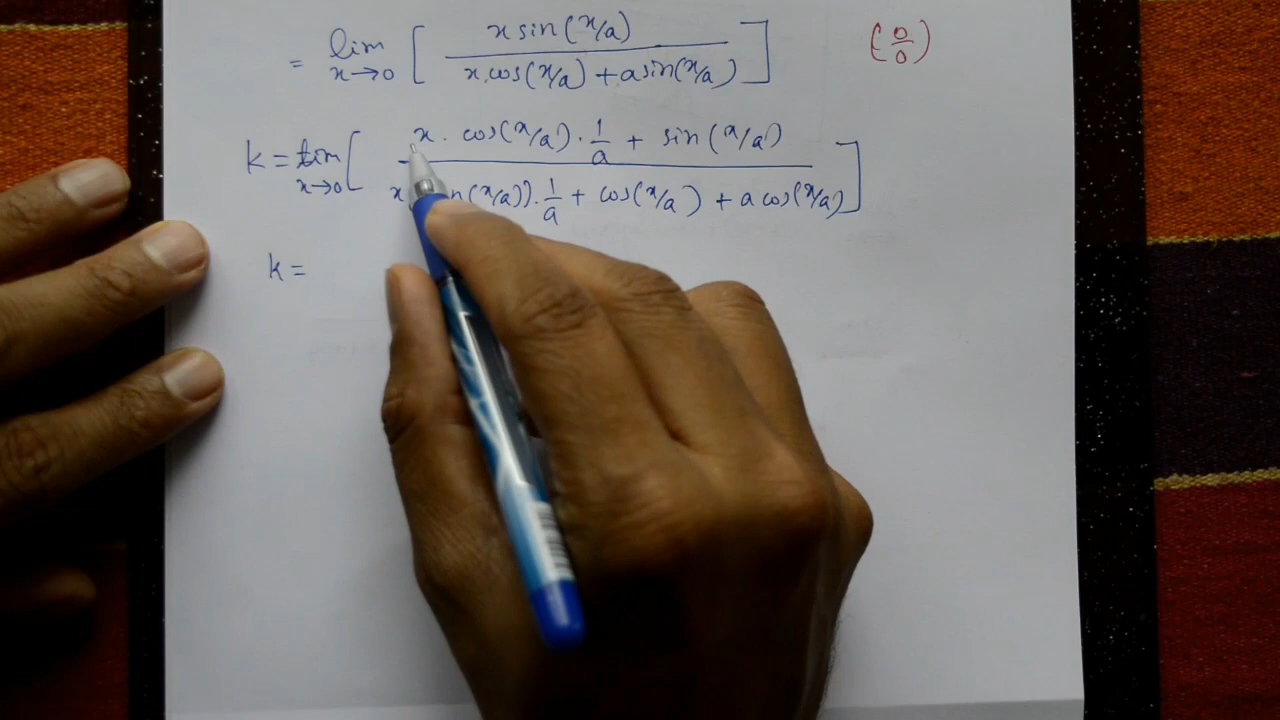 = lim x→0 [ x sin(x/a) / x.cos(x/a) + a sin(x/a) ] (0/0)
k = lim x→0 [ x. cos(x/a). 1/a + sin(x/a) / x n(x/a)). 1/a + cos(x/a) + a cos(x/a) ]
k =